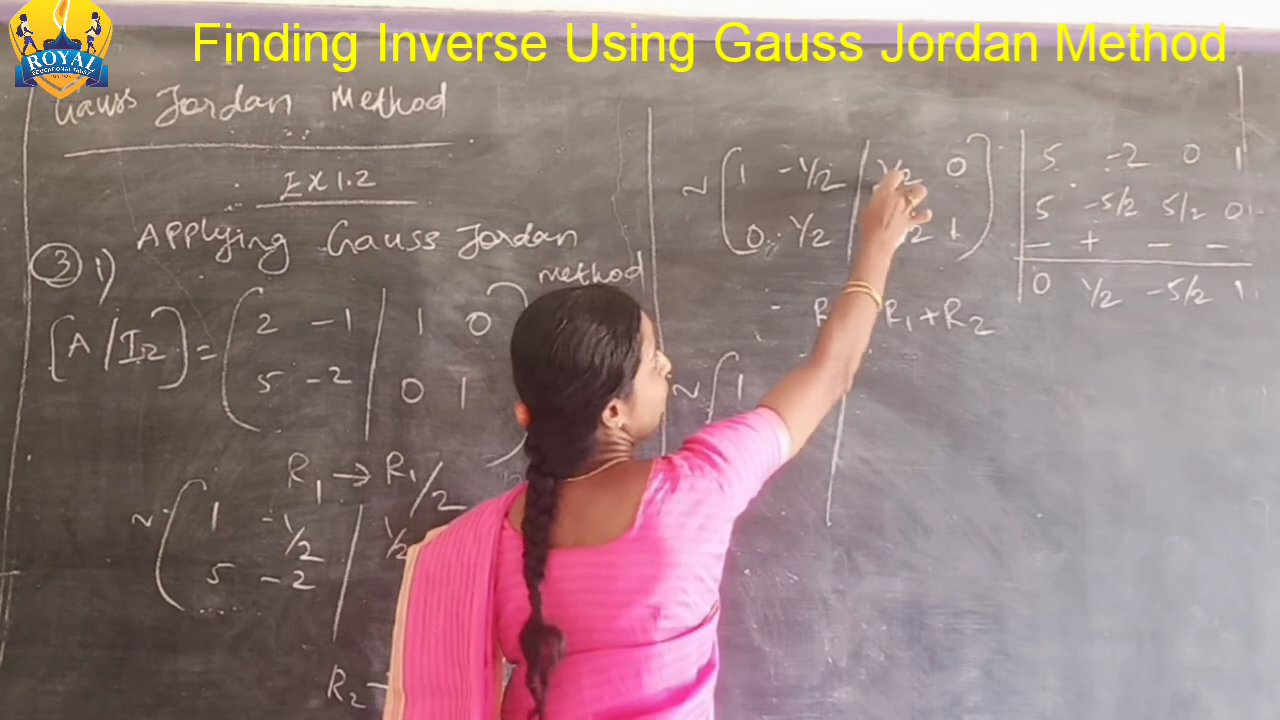 Finding Inverse Using Gauss Jordan Method
ROYAL
EDUCATIONAL
Gauss Jordan Method
Ex 1.2
③ i) Applying Gauss Jordan
method
[A / I2] = ( 2 -1 | 1 0
5 -2 | 0 1
R1 → R1/2
~ ( 1 -1/2 | 1/2
5 -2
R2 →
~ ( 1 -1/2 | 1/2 0 )
0 1/2 | 1
R1 + R2
~ ( 1
5 -2 0 1
5 -5/2 5/2 0
- + - -
0 1/2 -5/2 1